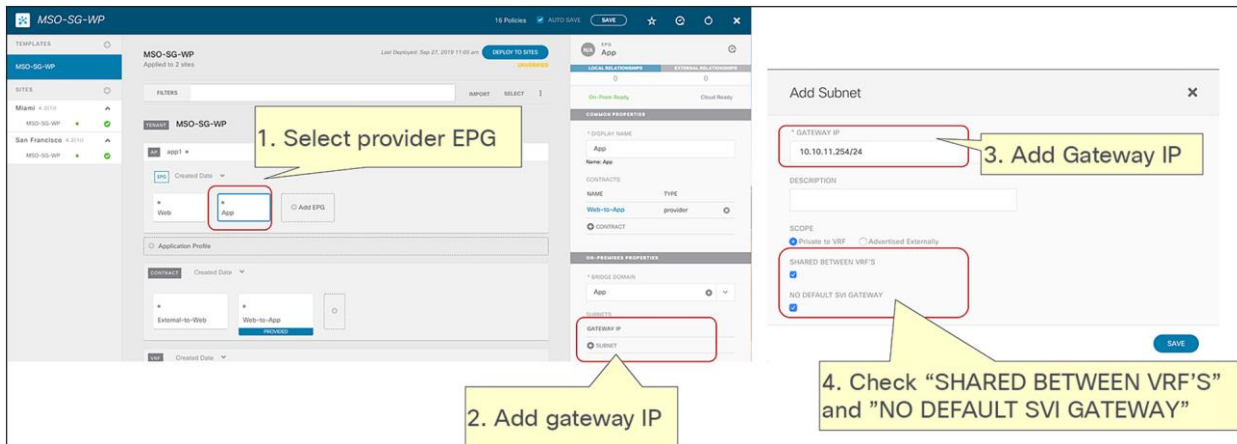 MSO-SG-WP
16 Policies AUTO SAVE SAVE
TEMPLATES
MSO-SG-WP
SITES
Miami
MSO-SG-WP
San Francisco
MSO-SG-WP
MSO-SG-WP
Applied to 2 sites
Last Deployed: Sep 27, 2019 11:05 am DEPLOY TO SITES
FILTERS
IMPORT SELECT
TENANT MSO-SG-WP
1. Select provider EPG
AP app1
EPG Created Date
Web
App
Add EPG
Application Profile
CONTRACT Created Date
External-to-Web
Web-to-App
PROVIDED
VRF Created Date
EPG
App
LOCAL RELATIONSHIPS EXTERNAL RELATIONSHIPS
0 0
On-Prem Ready Cloud Ready
COMMON PROPERTIES
* DISPLAY NAME
App
Name: App
CONTRACTS
NAME TYPE
Web-to-App provider
CONTRACT
ON-PREMISES PROPERTIES
* BRIDGE DOMAIN
App
SUBNETS
GATEWAY IP
SUBNET
2. Add gateway IP
Add Subnet
* GATEWAY IP
10.10.11.254/24
3. Add Gateway IP
DESCRIPTION
SCOPE
Private to VRF Advertised Externally
SHARED BETWEEN VRF'S
NO DEFAULT SVI GATEWAY
SAVE
4. Check “SHARED BETWEEN VRF'S”
and ”NO DEFAULT SVI GATEWAY”